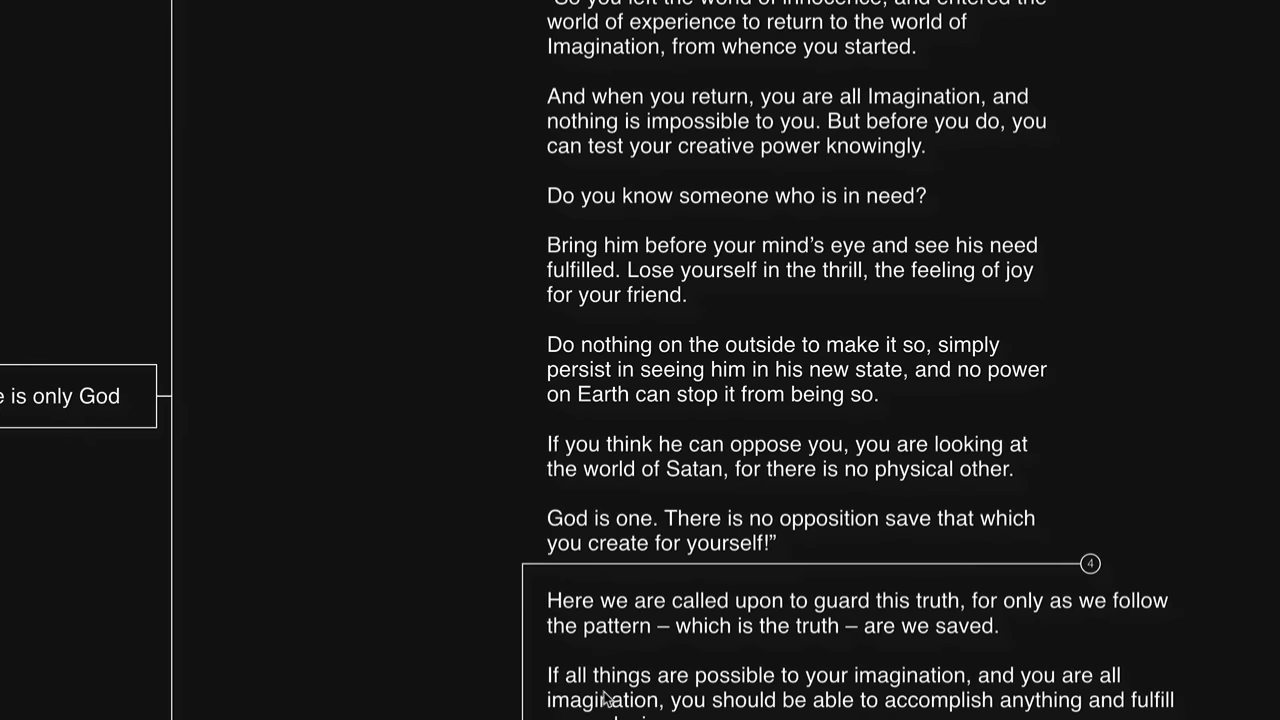 world of experience to return to the world of
Imagination, from whence you started.
And when you return, you are all Imagination, and
nothing is impossible to you. But before you do, you
can test your creative power knowingly.
Do you know someone who is in need?
Bring him before your mind’s eye and see his need
fulfilled. Lose yourself in the thrill, the feeling of joy
for your friend.
Do nothing on the outside to make it so, simply
persist in seeing him in his new state, and no power
on Earth can stop it from being so.
e is only God
If you think he can oppose you, you are looking at
the world of Satan, for there is no physical other.
God is one. There is no opposition save that which
you create for yourself!”
4
Here we are called upon to guard this truth, for only as we follow
the pattern – which is the truth – are we saved.
If all things are possible to your imagination, and you are all
imagination, you should be able to accomplish anything and fulfill